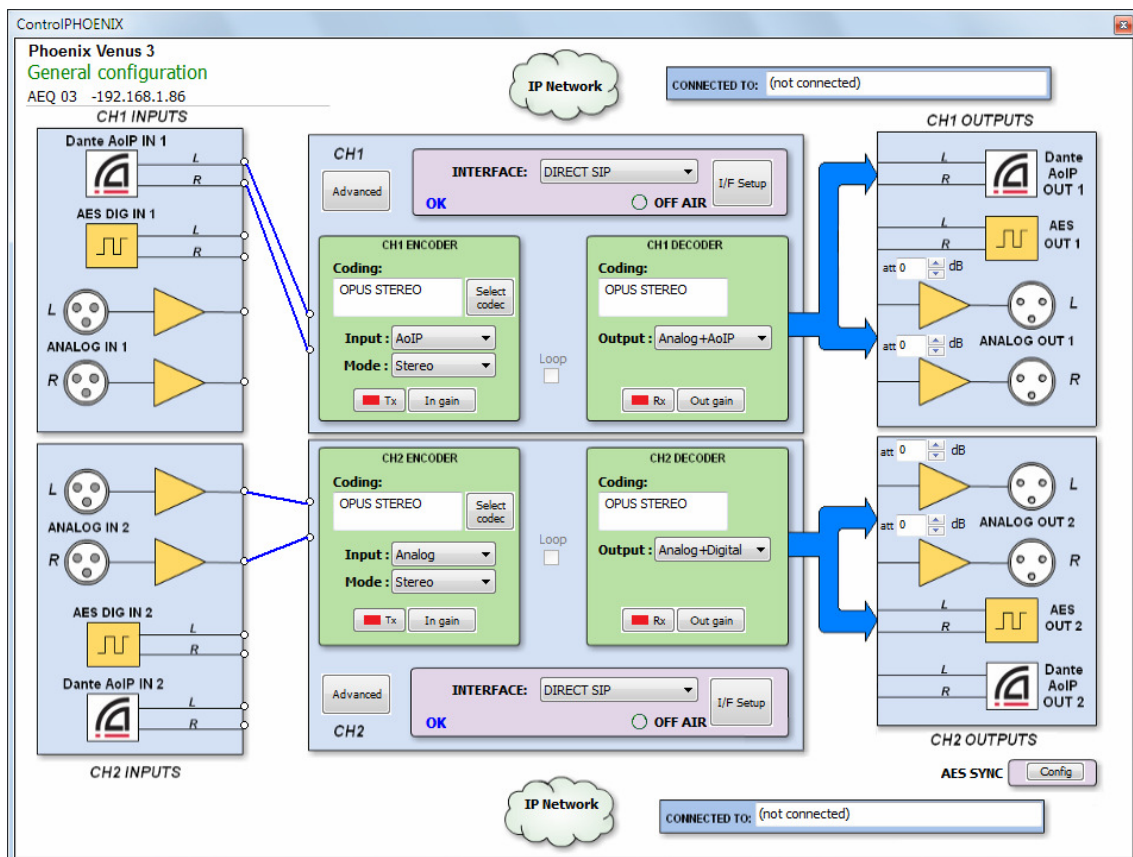 ControlPHOENIX
Phoenix Venus 3
General configuration
AEQ 03 -192.168.1.86
IP Network
CONNECTED TO: (not connected)
CH1 INPUTS
Dante AoIP IN 1
L
R
AES DIG IN 1
L
R
L
ANALOG IN 1
R
CH1
Advanced
INTERFACE: DIRECT SIP
I/F Setup
OK
OFF AIR
CH1 ENCODER
Coding:
OPUS STEREO
Select codec
Input : AoIP
Mode : Stereo
Tx
In gain
Loop
CH1 DECODER
Coding:
OPUS STEREO
Output : Analog+AoIP
Rx
Out gain
CH1 OUTPUTS
L
R
Dante
AoIP
OUT 1
L
R
AES
OUT 1
att 0 dB
L
att 0 dB
ANALOG OUT 1
R
L
ANALOG IN 2
R
AES DIG IN 2
L
R
Dante AoIP IN 2
L
R
CH2 INPUTS
CH2 ENCODER
Coding:
OPUS STEREO
Select codec
Input : Analog
Mode : Stereo
Tx
In gain
Loop
CH2 DECODER
Coding:
OPUS STEREO
Output : Analog+Digital
Rx
Out gain
Advanced
CH2
INTERFACE: DIRECT SIP
I/F Setup
OK
OFF AIR
att 0 dB
L
att 0 dB
ANALOG OUT 2
R
L
R
AES
OUT 2
L
R
Dante
AoIP
OUT 2
CH2 OUTPUTS
AES SYNC
Config
IP Network
CONNECTED TO: (not connected)